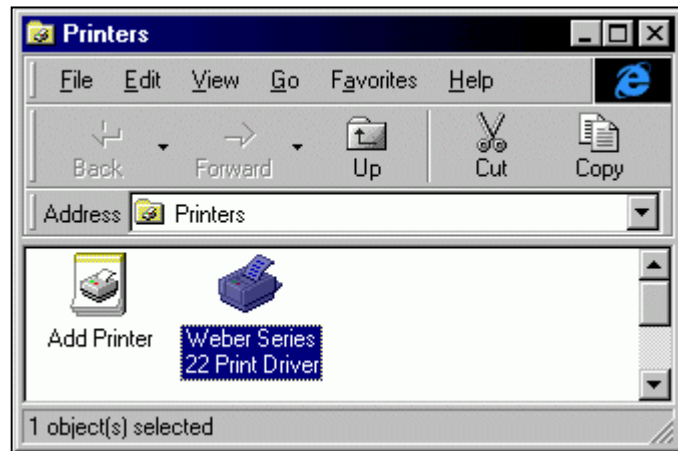 Printers
File Edit View Go Favorites Help
Back Forward Up Cut Copy
Address Printers
Add Printer
Weber Series
22 Print Driver
1 object(s) selected